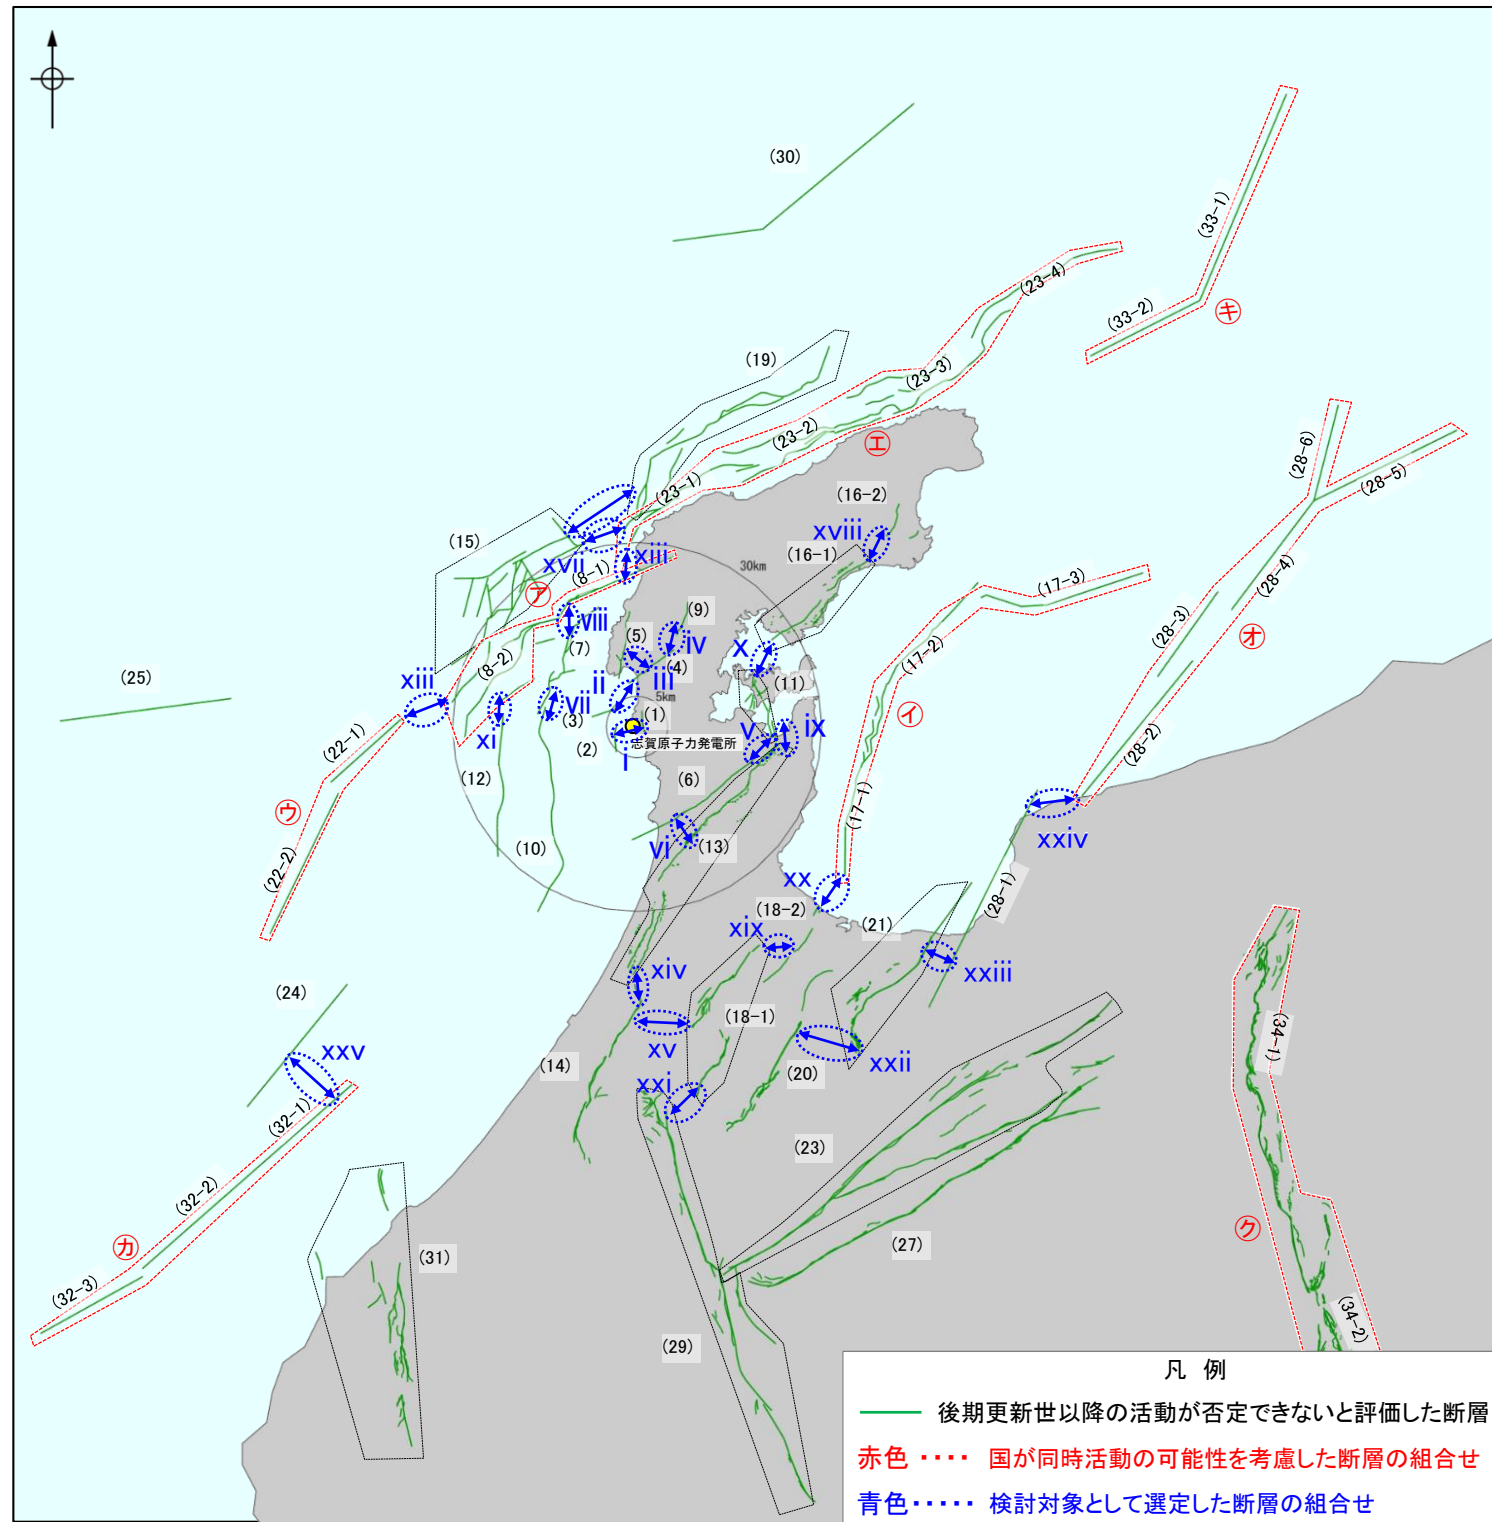 (30)
(33-1)
(33-2)
㋖
(23-4)
(19)
(23-3)
(23-2)
㋓
(28-6)
(28-5)
(23-1)
(16-2)
(15)
xviii
xvii
xiii
(16-1)
30km
(8-1)
㋐
(28-4)
(17-3)
(9)
viii
(5)
iv
(7)
x
㋔
(28-3)
(17-2)
(8-2)
(4)
xiii
(25)
ii
iii
(11)
5km
vii
(3)
(1)
㋑
ix
v
xi
(2)
志賀原子力発電所
i
(22-1)
(12)
(6)
(28-2)
㋒
(17-1)
xxiv
vi
(13)
(10)
(22-2)
xx
(28-1)
(18-2)
(21)
xix
xiv
xxiii
(24)
(18-1)
xv
xxv
(14)
(20)
xxii
xxi
(34-1)
(32-1)
(23)
(32-2)
㋗
㋕
(27)
(31)
(32-3)
(34-2)
(29)
凡 例
後期更新世以降の活動が否定できないと評価した断層
赤色 ・・・・ 国が同時活動の可能性を考慮した断層の組合せ
青色・・・・・ 検討対象として選定した断層の組合せ